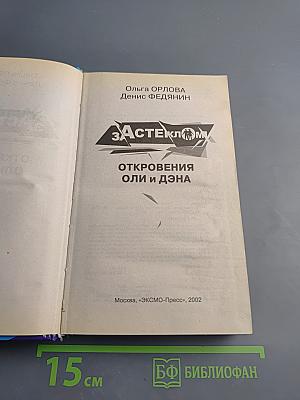 Ольга ОРЛОВА
Денис ФЕДЯНИН
зАСТЕКЛОМ
ОТКРОВЕНИЯ
ОЛИ и ДЭНА
Москва, «ЭКСМО-Пресс», 2002
15 см
БФ БИБЛИОФАН